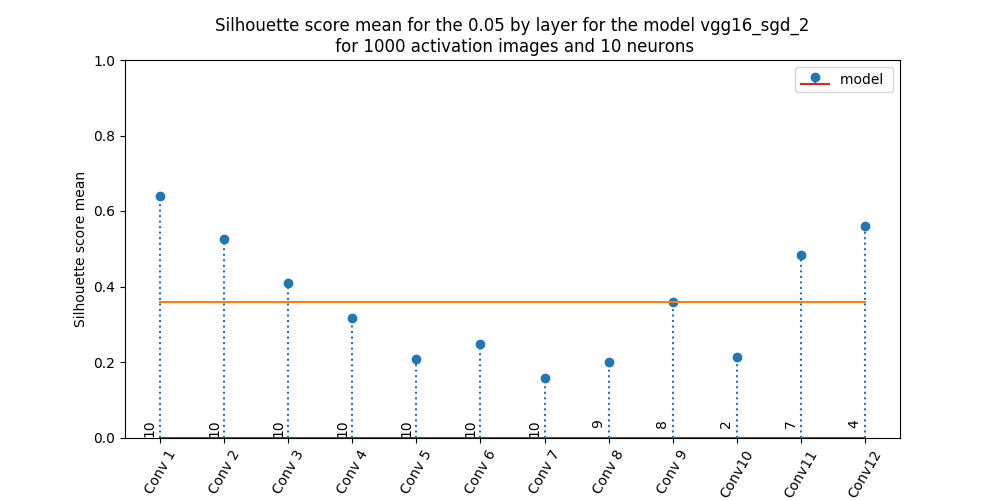 Silhouette score mean for the 0.05 by layer for the model vgg16_sgd_2
for 1000 activation images and 10 neurons
model
Silhouette score mean
1.0
0.8
0.6
0.4
0.2
0.0
10
10
10
10
10
10
10
9
8
2
7
4
Conv 1
Conv 2
Conv 3
Conv 4
Conv 5
Conv 6
Conv 7
Conv 8
Conv 9
Conv10
Conv11
Conv12